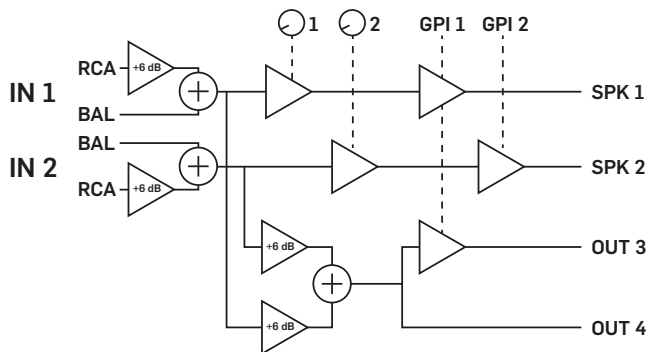 1
2
GPI 1
GPI 2
RCA
+6 dB
IN 1
BAL
SPK 1
BAL
IN 2
RCA
+6 dB
SPK 2
+6 dB
OUT 3
+6 dB
OUT 4